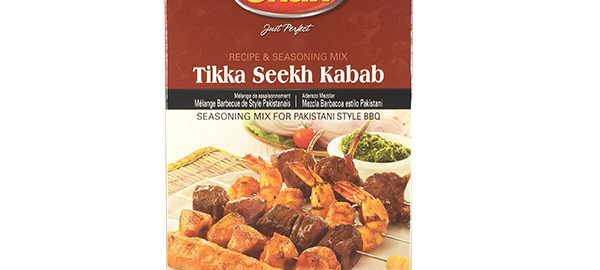 Just Perfect
RECIPE & SEASONING MIX
Tikka Seekh Kabab
Mélange de assaisonnement
Mélange Barbecue de Style Pakistanais
Aderezo Mezclar
Mezcla Barbacoa estilo Pakistani
SEASONING MIX FOR PAKISTANI STYLE BBQ